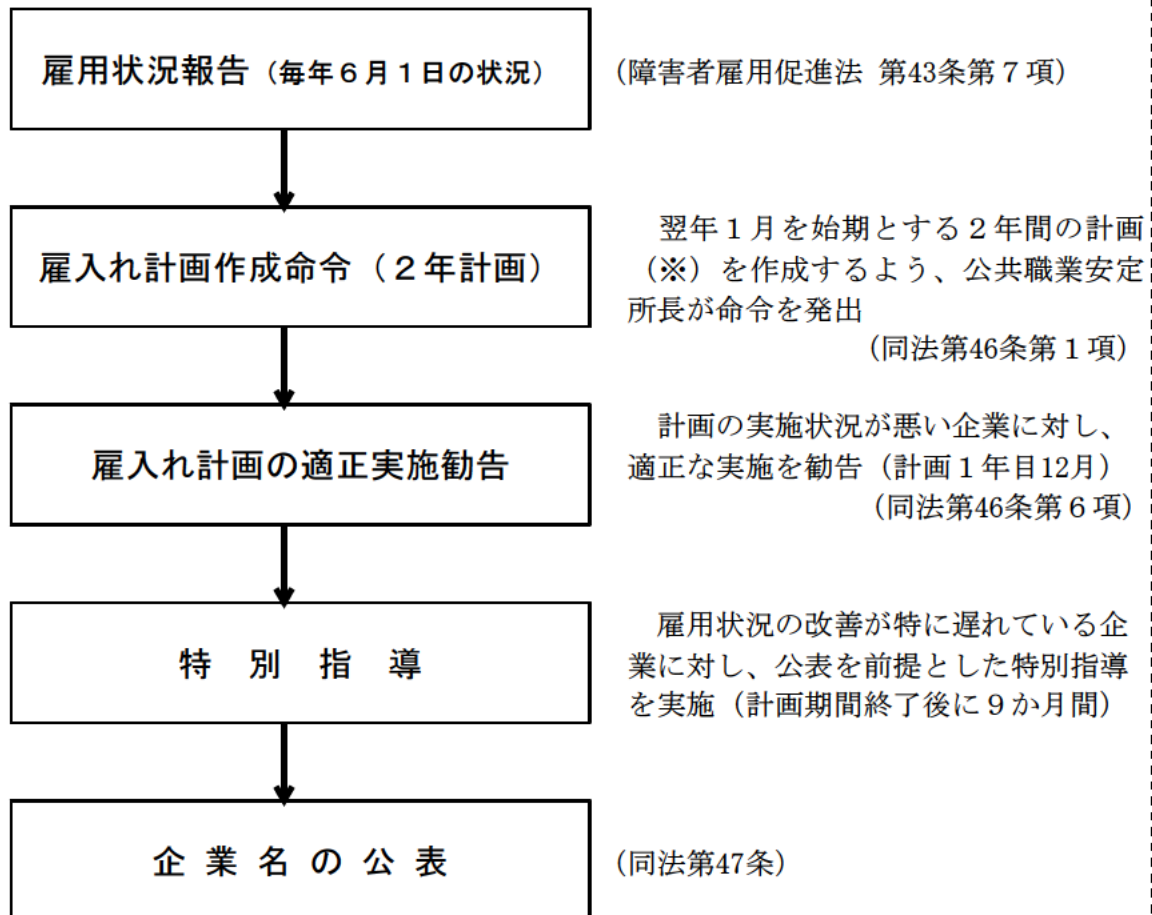 雇用状況報告（毎年６月１日の状況）
（障害者雇用促進法 第43条第７項）
雇入れ計画作成命令（２年計画）
翌年１月を始期とする２年間の計画
（※）を作成するよう、公共職業安定
所長が命令を発出
（同法第46条第１項）
雇入れ計画の適正実施勧告
計画の実施状況が悪い企業に対し、
適正な実施を勧告（計画１年目12月）
（同法第46条第６項）
特別指導
雇用状況の改善が特に遅れている企
業に対し、公表を前提とした特別指導
を実施（計画期間終了後に９か月間）
企業名の公表
（同法第47条）